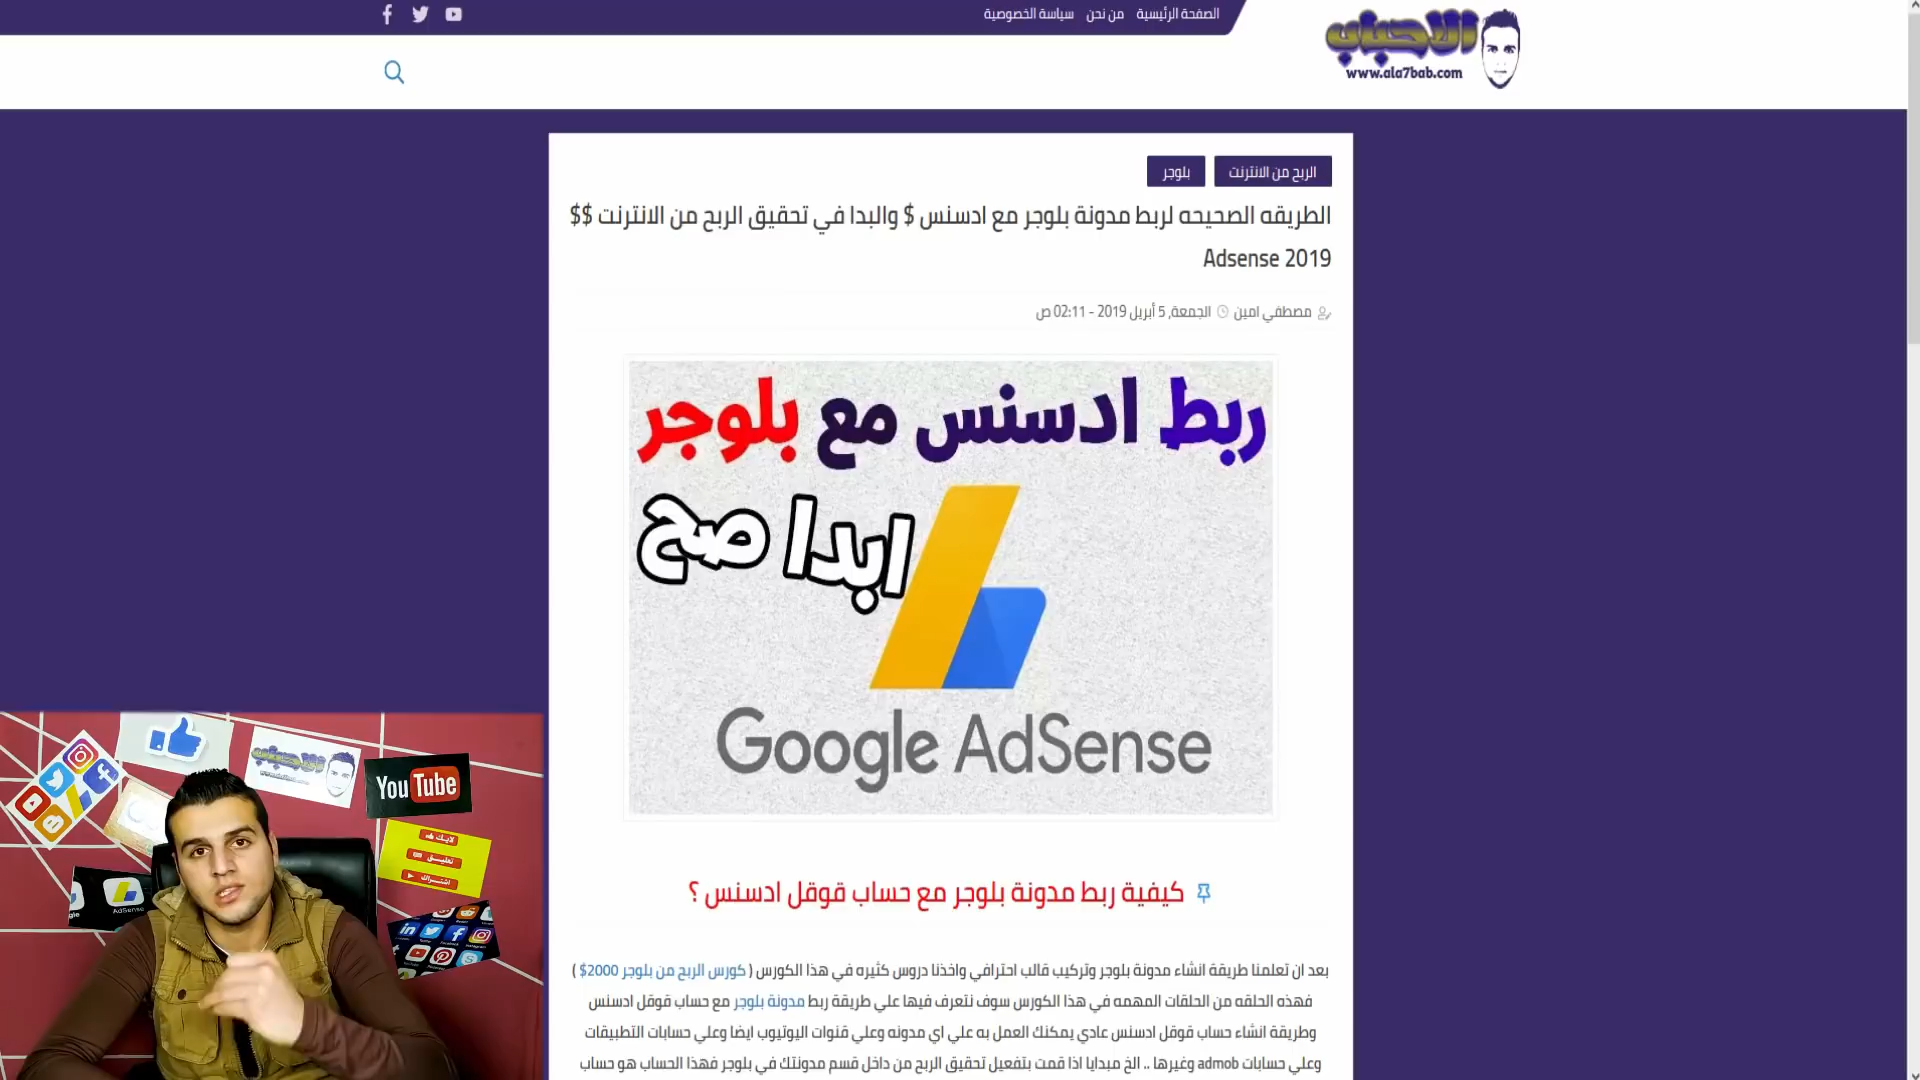 الصفحة الرئيسية من نحن سياسة الخصوصية
الاحباب
www.ala7bab.com
الربح من الانترنت
بلوجر
الطريقه الصحيحه لربط مدونة بلوجر مع ادسنس $ والبدا في تحقيق الربح من الانترنت $$
Adsense 2019
مصطفي امين الجمعة, 5 أبريل 2019 - 02:11 ص
ربط ادسنس مع بلوجر
ابدا صح
Google AdSense
كيفية ربط مدونة بلوجر مع حساب قوقل ادسنس ؟
بعد ان تعلمنا طريقة انشاء مدونة بلوجر وتركيب قالب احترافي واخذنا دروس كثيره في هذا الكورس ( كورس الربح من بلوجر 2000$ )
فهذه الحلقه من الحلقات المهمه في هذا الكورس سوف نتعرف فيها علي طريقة ربط مدونة بلوجر مع حساب قوقل ادسنس
وطريقة انشاء حساب قوقل ادسنس عادي يمكنك العمل به علي اي مدونه وعلي قنوات اليوتيوب ايضا وعلي حسابات التطبيقات
وعلي حسابات admob وغيرها .. الخ مبدايا اذا قمت بتفعيل تحقيق الربح من داخل قسم مدونتك في بلوجر فهذا الحساب هو حساب
الاحباب
YouTube
لايك
تعليق
اشتراك
AdSense
in